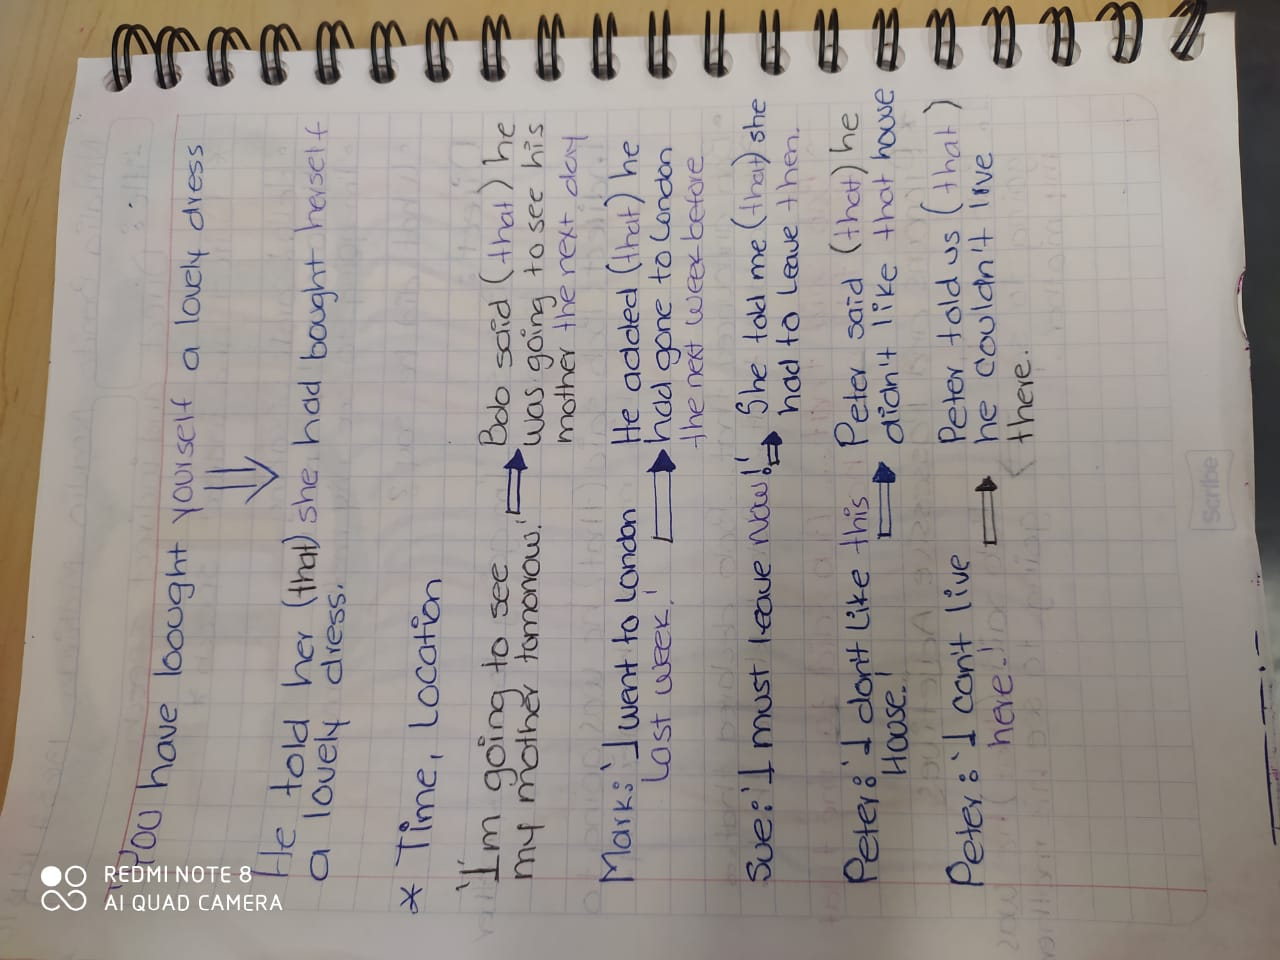 "You have bought yourself a lovely dress
⇓
He told her (that) she had bought herself
a lovely dress.
* Time, Location
'I'm going to see
my mother tomorrow.'
→
Bob said (that) he
was going to see his
mother the next day
Mark: 'I went to London
last week.'
→
He added (that) he
had gone to London
the next week before
Sue: 'I must leave now!' → She told me (that) she
had to leave then.
Peter: 'I don't like this
House.'
→
Peter said (that) he
didn't like that house
Peter: 'I can't live
here.'
→
Peter told us (that)
he couldn't live
there.
Scribe
REDMI NOTE 8
AI QUAD CAMERA